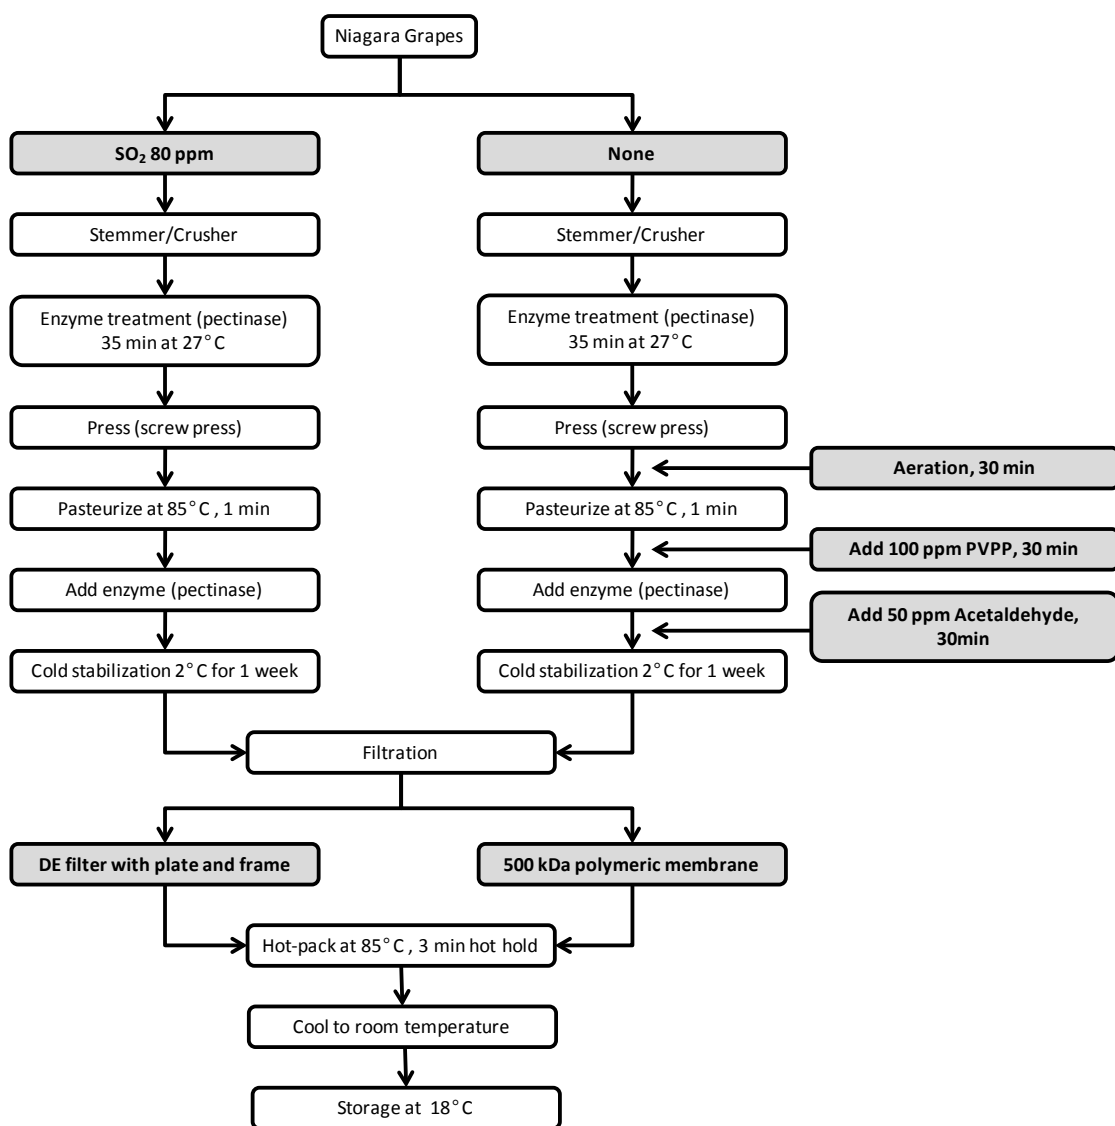 Niagara Grapes
SO₂ 80 ppm
None
Stemmer/Crusher
Stemmer/Crusher
Enzyme treatment (pectinase)
35 min at 27°C
Enzyme treatment (pectinase)
35 min at 27°C
Press (screw press)
Press (screw press)
Aeration, 30 min
Pasteurize at 85°C , 1 min
Pasteurize at 85°C , 1 min
Add 100 ppm PVPP, 30 min
Add enzyme (pectinase)
Add enzyme (pectinase)
Add 50 ppm Acetaldehyde,
30min
Cold stabilization 2°C for 1 week
Cold stabilization 2°C for 1 week
Filtration
DE filter with plate and frame
500 kDa polymeric membrane
Hot-pack at 85°C , 3 min hot hold
Cool to room temperature
Storage at 18°C